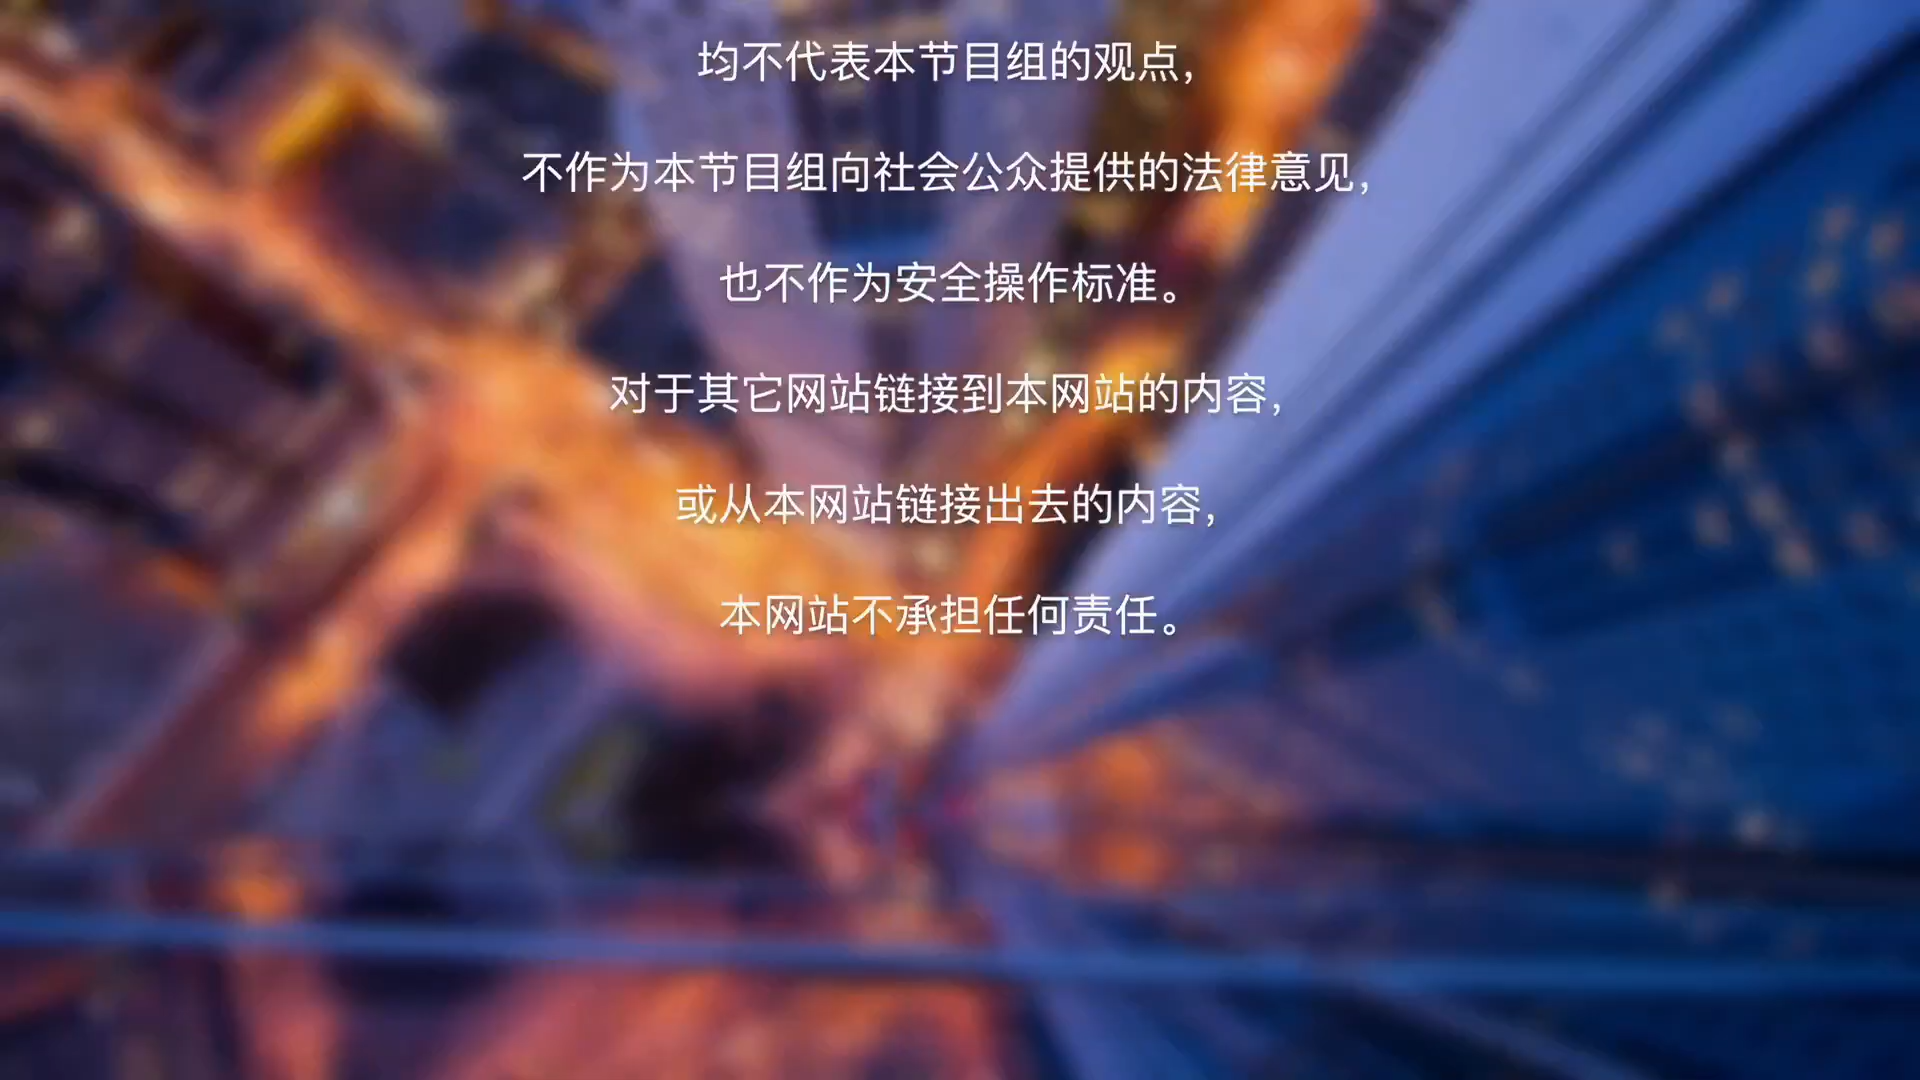 均不代表本节目组的观点，
不作为本节目组向社会公众提供的法律意见，
也不作为安全操作标准。
对于其它网站链接到本网站的内容，
或从本网站链接出去的内容，
本网站不承担任何责任。